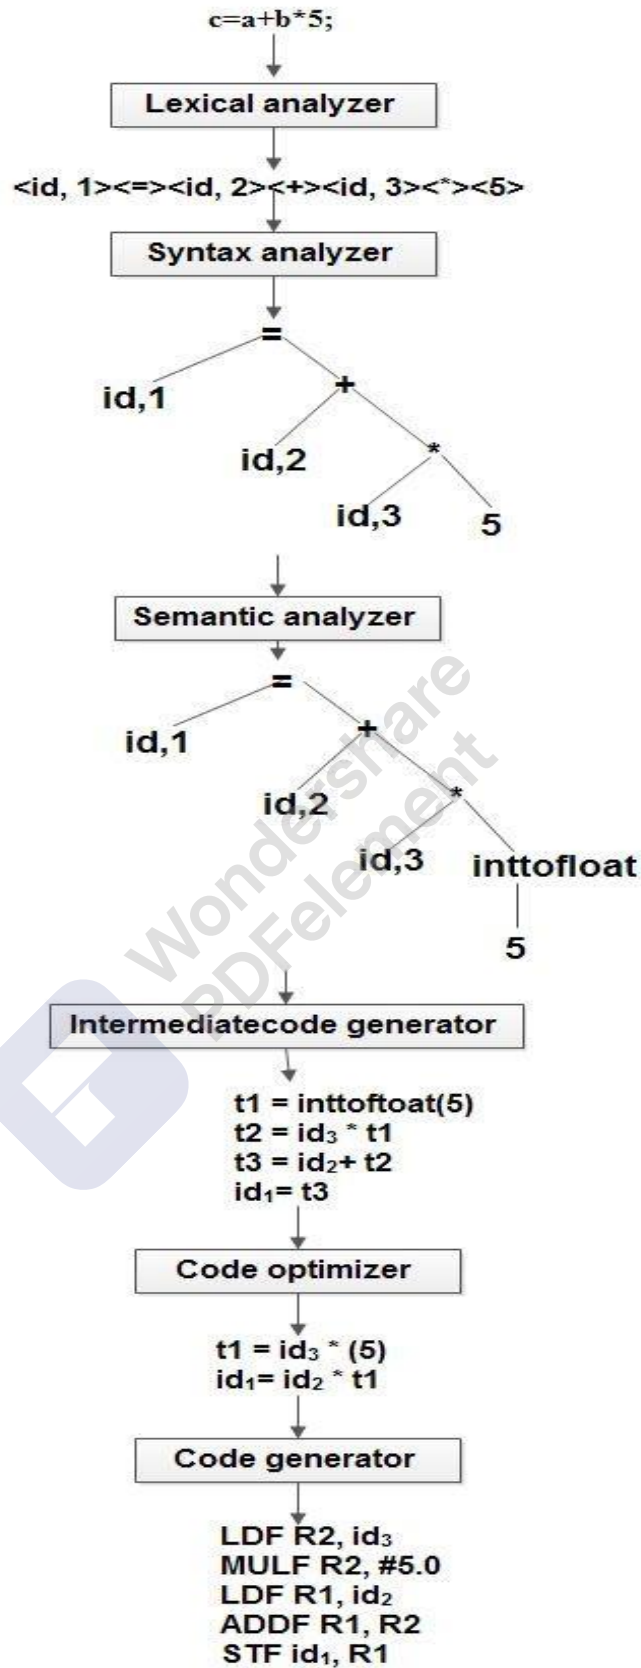 c=a+b*5;
Lexical analyzer
<id, 1><=><id, 2><+><id, 3><*><5>
Syntax analyzer
=
id,1
+
id,2
*
id,3
5
Semantic analyzer
=
id,1
+
id,2
*
id,3 inttofloat
5
Wondershare
PDFelement
Intermediatecode generator
t1 = inttoftoat(5)
t2 = id₃ * t1
t3 = id₂+ t2
id₁= t3
Code optimizer
t1 = id₃ * (5)
id₁= id₂ * t1
Code generator
LDF R2, id₃
MULF R2, #5.0
LDF R1, id₂
ADDF R1, R2
STF id₁, R1